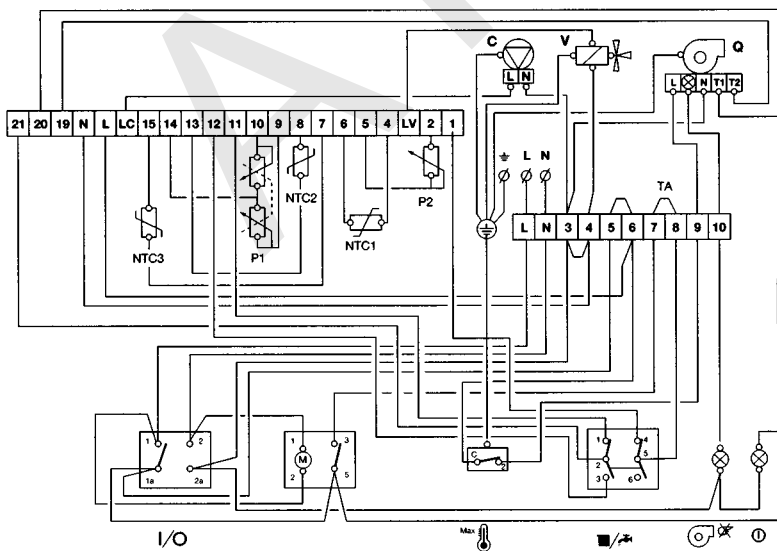 C
V
Q
L N
L N T1 T2
21 20 19 N L LC 15 14 13 12 11 10 9 8 7 6 5 4 LV 2 1
L N
TA
NTC2
P2
NTC3
P1
NTC1
L N 3 4 5 6 7 8 9 10
1 2
1a 2a
1 3
M
2 5
C
2
1 4
2 5
3 6
I/O
Max